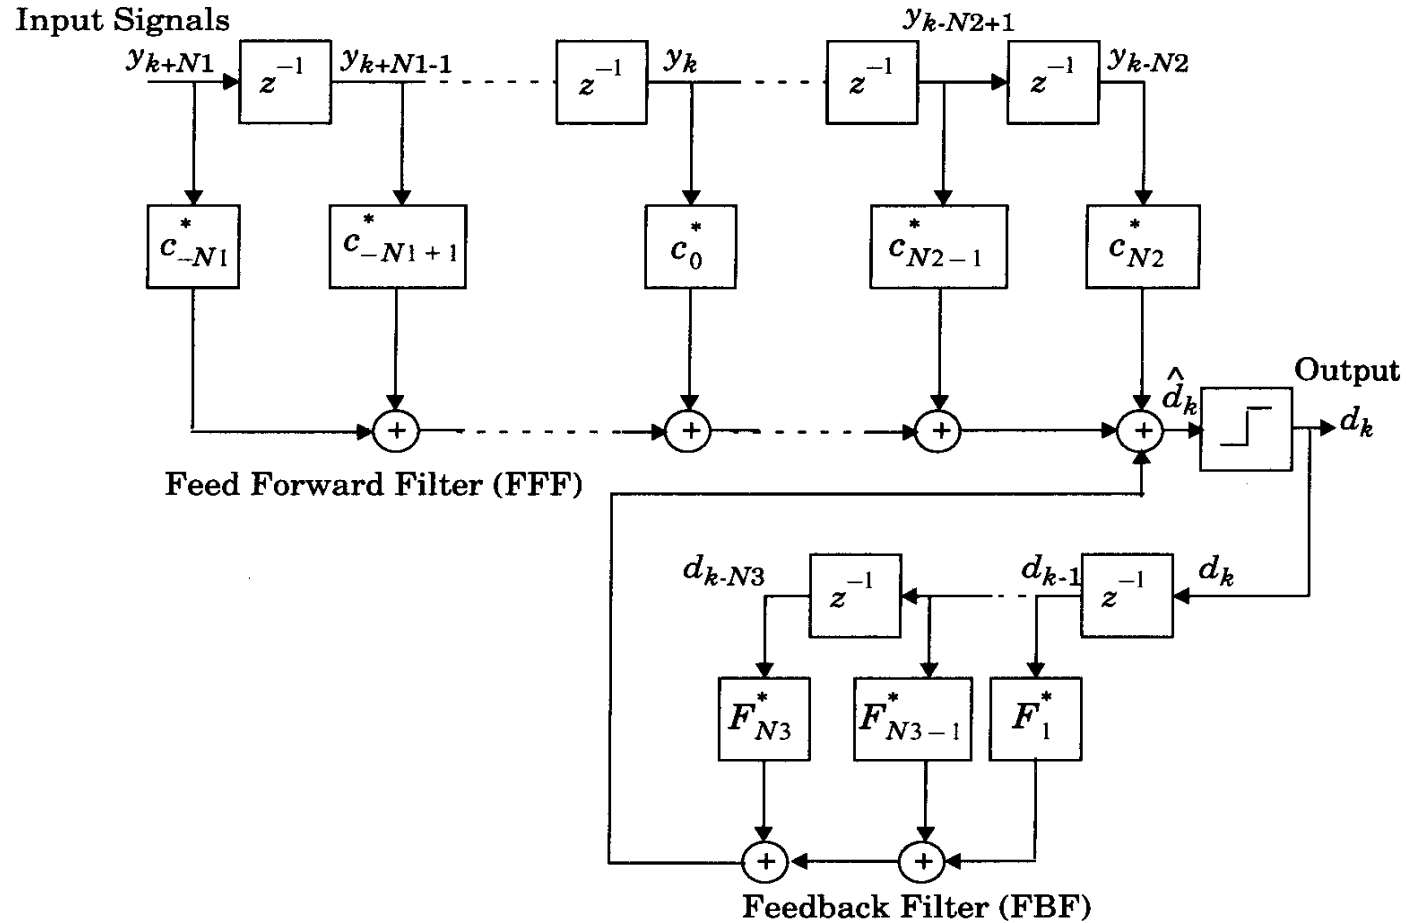 Input Signals
y_{k+N1} z^{-1} y_{k+N1-1} z^{-1} y_k z^{-1} y_{k-N2+1} z^{-1} y_{k-N2}
c^*_{-N1} c^*_{-N1+1} c^*_0 c^*_{N2-1} c^*_{N2}
+ + + + \hat{d}_k Output d_k
Feed Forward Filter (FFF)
d_{k-N3} z^{-1} d_{k-1} z^{-1} d_k
F^*_{N3} F^*_{N3-1} F^*_1
+ +
Feedback Filter (FBF)